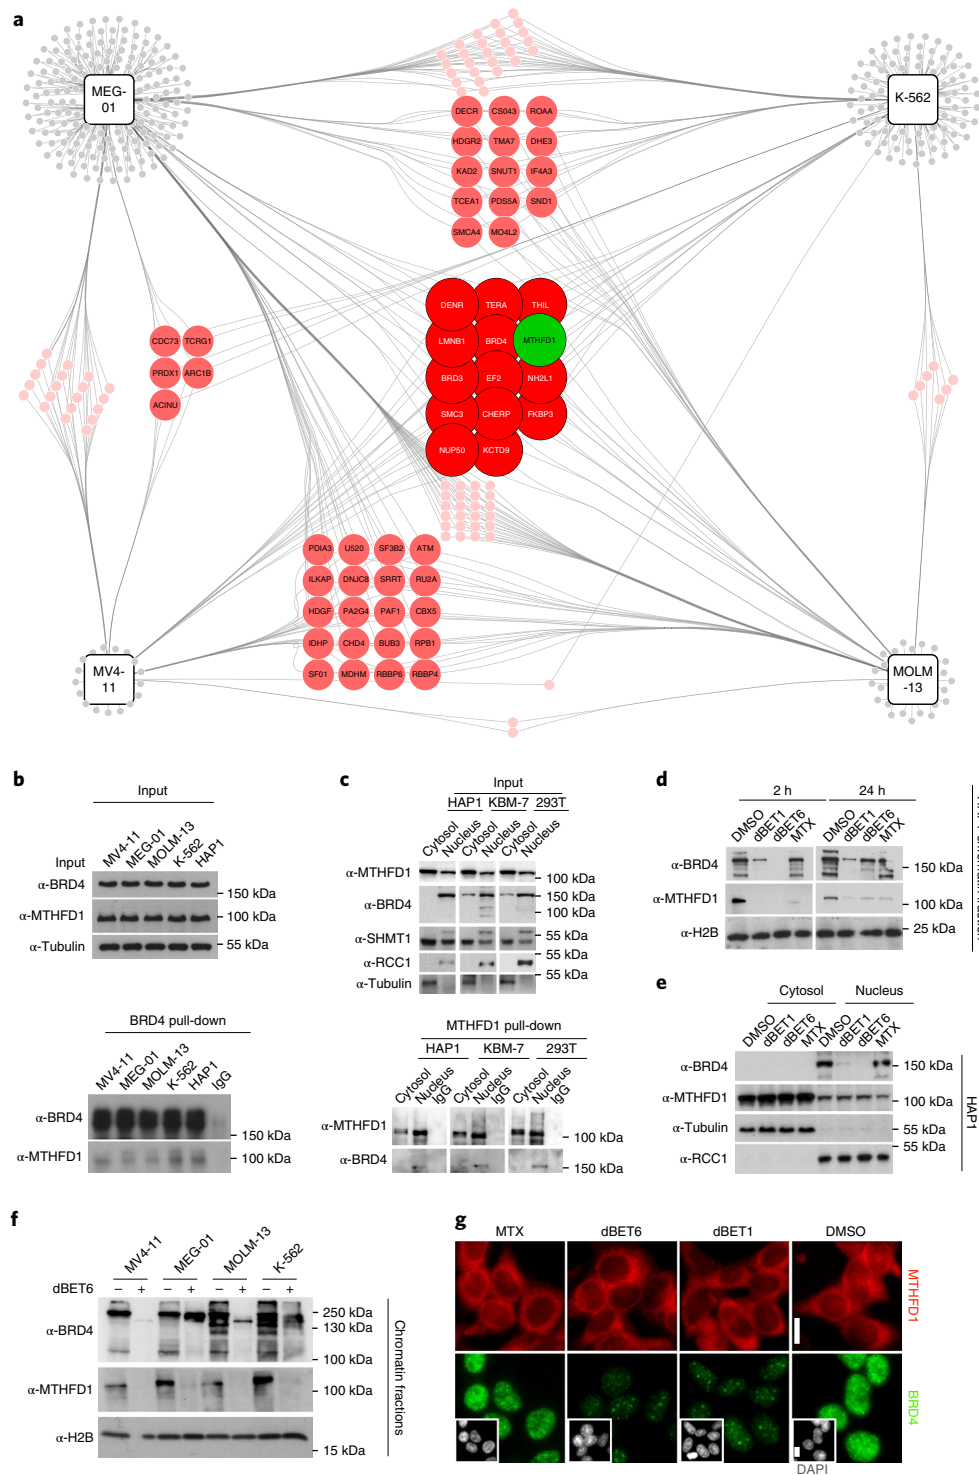 a
MEG-
01
K-562
DECR CS043 ROAA
HDGR2 TMA7 DHE3
KAD2 SNUT1 IF4A3
TCEA1 PDS5A SND1
SMCA4 MO4L2
DENR TERA THIL
LMNB1 BRD4 MTHFD1
BRD3 EF2 NH2L1
SMC3 CHERP FKBP3
NUP50 KCTD9
CDC73 TCRG1
PRDX1 ARC1B
ACINU
PDIA3 U520 SF3B2 ATM
ILKAP DNJC8 SRRT RU2A
HDGF PA2G4 PAF1 CBX5
IDHP CHD4 BUB3 RPB1
SF01 MDHM RBBP6 RBBP4
MV4-
11
MOLM
-13
b
Input
Input MV4-11 MEG-01 MOLM-13 K-562 HAP1
α-BRD4
150 kDa
α-MTHFD1 100 kDa
α-Tubulin 55 kDa
BRD4 pull-down
MV4-11 MEG-01 MOLM-13 K-562 HAP1 IgG
α-BRD4
150 kDa
α-MTHFD1 100 kDa
c
Input
HAP1 KBM-7 293T
Cytosol Nucleus Cytosol Nucleus Cytosol Nucleus
α-MTHFD1 100 kDa
α-BRD4 150 kDa
100 kDa
α-SHMT1 55 kDa
α-RCC1 55 kDa
α-Tubulin 55 kDa
MTHFD1 pull-down
HAP1 KBM-7 293T
Cytosol Nucleus IgG Cytosol Nucleus IgG Cytosol Nucleus IgG
α-MTHFD1 100 kDa
α-BRD4 150 kDa
d
2 h 24 h
DMSO dBET1 dBET6 MTX DMSO dBET1 dBET6 MTX
α-BRD4 150 kDa
α-MTHFD1 100 kDa
α-H2B 25 kDa
e
Cytosol Nucleus
DMSO dBET1 dBET6 MTX DMSO dBET1 dBET6 MTX
α-BRD4 150 kDa
α-MTHFD1 100 kDa
α-Tubulin 55 kDa
α-RCC1 55 kDa
HAP1
f
MV4-11 MEG-01 MOLM-13 K-562
dBET6 – + – + – + – +
α-BRD4 250 kDa
130 kDa
100 kDa
α-MTHFD1 100 kDa
α-H2B
15 kDa
Chromatin fractions
g
MTX dBET6 dBET1 DMSO
MTHFD1
BRD4
DAPI